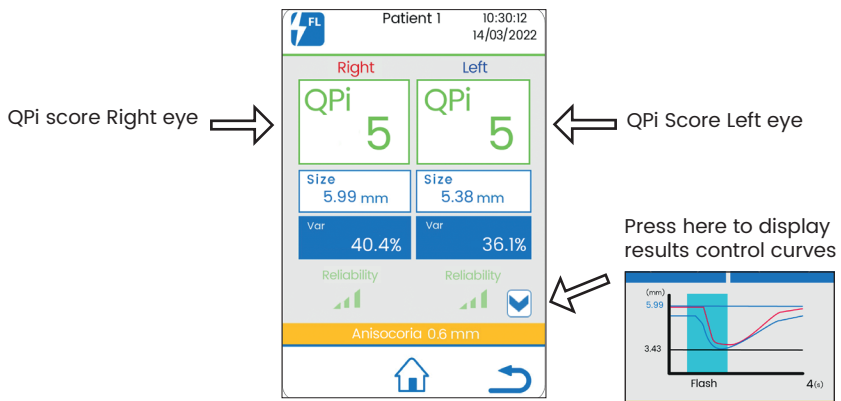 FL
Patient 1
10:30:12
14/03/2022
Right
Left
QPi
5
QPi
5
QPi score Right eye
QPi Score Left eye
Size
5.99 mm
Size
5.38 mm
Var
40.4%
Var
36.1%
Reliability
Reliability
Anisocoria 0.6 mm
Press here to display
results control curves
(mm)
5.99
3.43
Flash
4(s)